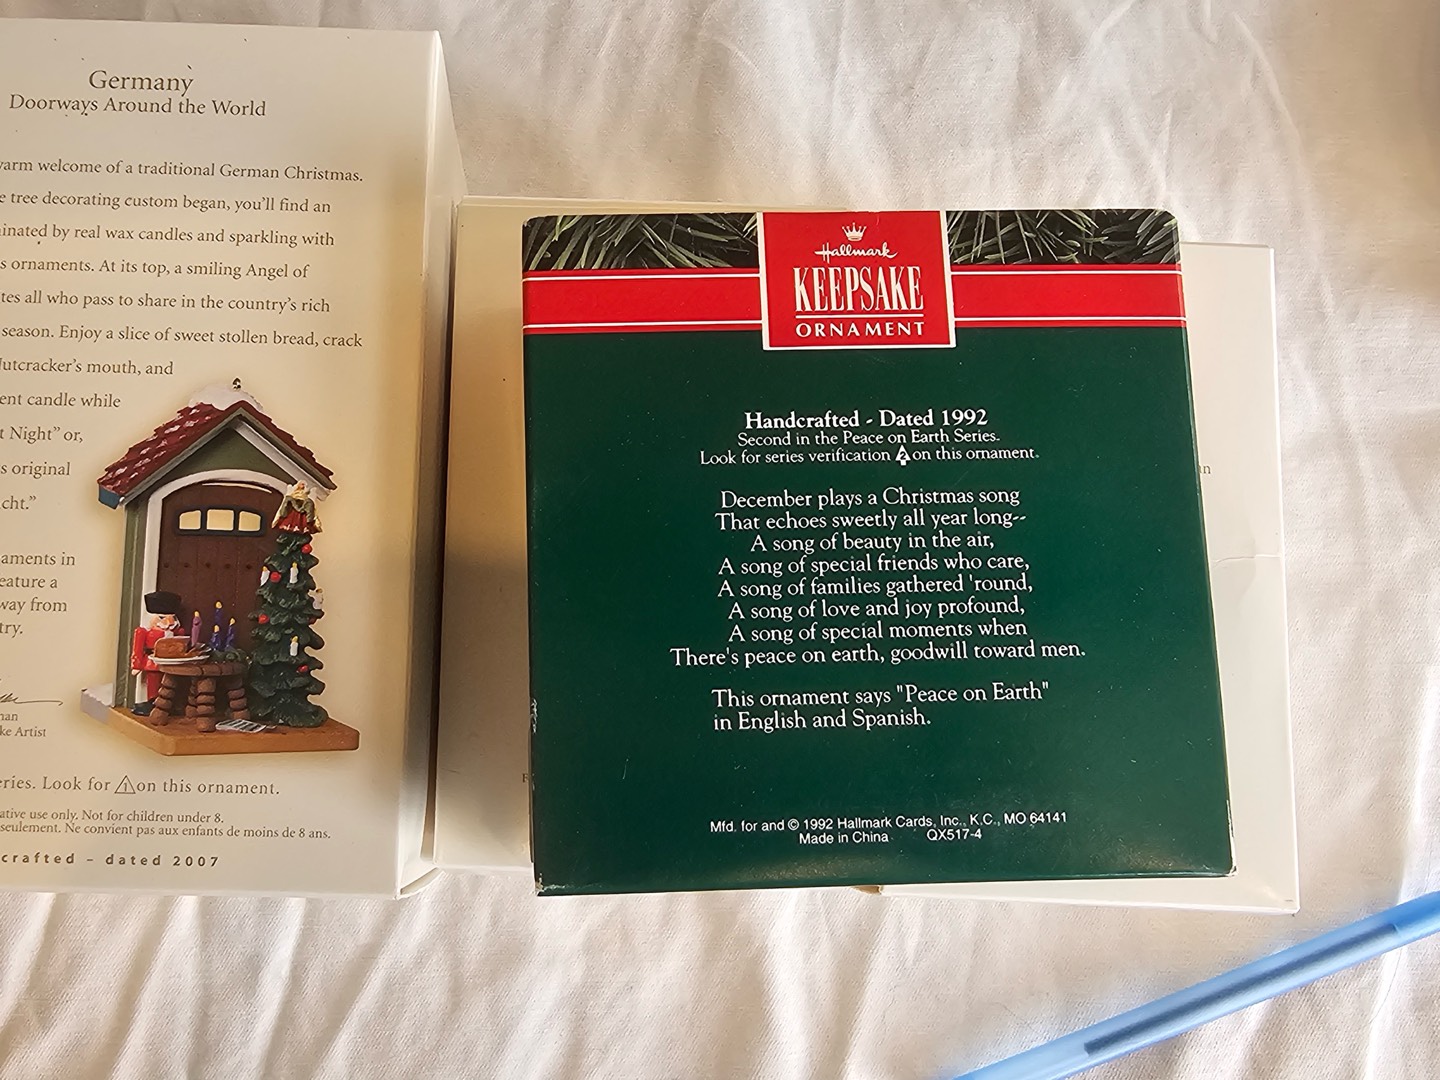 Germany
Doorways Around the World
warm welcome of a traditional German Christmas.
e tree decorating custom began, you'll find an
inated by real wax candles and sparkling with
s ornaments. At its top, a smiling Angel of
tes all who pass to share in the country's rich
season. Enjoy a slice of sweet stollen bread, crack
utcracker's mouth, and
ent candle while
t Night" or,
s original
cht."
aments in
eature a
way from
try.
man
ke Artist
eries. Look for 1 on this ornament.
ative use only. Not for children under 8.
seulement. Ne convient pas aux enfants de moins de 8 ans.
crafted – dated 2007
Hallmark
KEEPSAKE
ORNAMENT
Handcrafted - Dated 1992
Second in the Peace on Earth Series.
Look for series verification 2 on this ornament.
December plays a Christmas song
That echoes sweetly all year long--
A song of beauty in the air,
A song of special friends who care,
A song of families gathered 'round,
A song of love and joy profound,
A song of special moments when
There's peace on earth, goodwill toward men.
This ornament says "Peace on Earth"
in English and Spanish.
Mfd. for and © 1992 Hallmark Cards, Inc., K.C., MO 64141
Made in China QX517-4